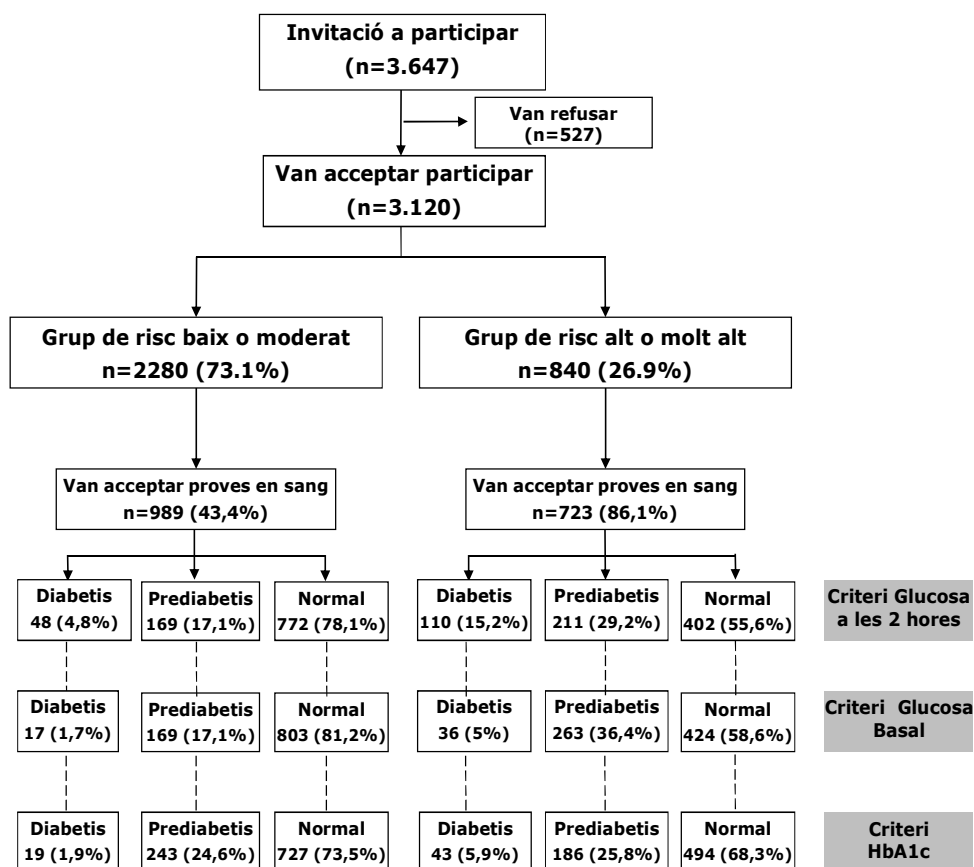 Invitació a participar
(n=3.647)
Van refusar
(n=527)
Van acceptar participar
(n=3.120)
Grup de risc baix o moderat
n=2280 (73.1%)
Grup de risc alt o molt alt
n=840 (26.9%)
Van acceptar proves en sang
n=989 (43,4%)
Van acceptar proves en sang
n=723 (86,1%)
Diabetis
48 (4,8%)
Prediabetis
169 (17,1%)
Normal
772 (78,1%)
Diabetis
110 (15,2%)
Prediabetis
211 (29,2%)
Normal
402 (55,6%)
Criteri Glucosa
a les 2 hores
Diabetis
17 (1,7%)
Prediabetis
169 (17,1%)
Normal
803 (81,2%)
Diabetis
36 (5%)
Prediabetis
263 (36,4%)
Normal
424 (58,6%)
Criteri Glucosa
Basal
Diabetis
19 (1,9%)
Prediabetis
243 (24,6%)
Normal
727 (73,5%)
Diabetis
43 (5,9%)
Prediabetis
186 (25,8%)
Normal
494 (68,3%)
Criteri
HbA1c